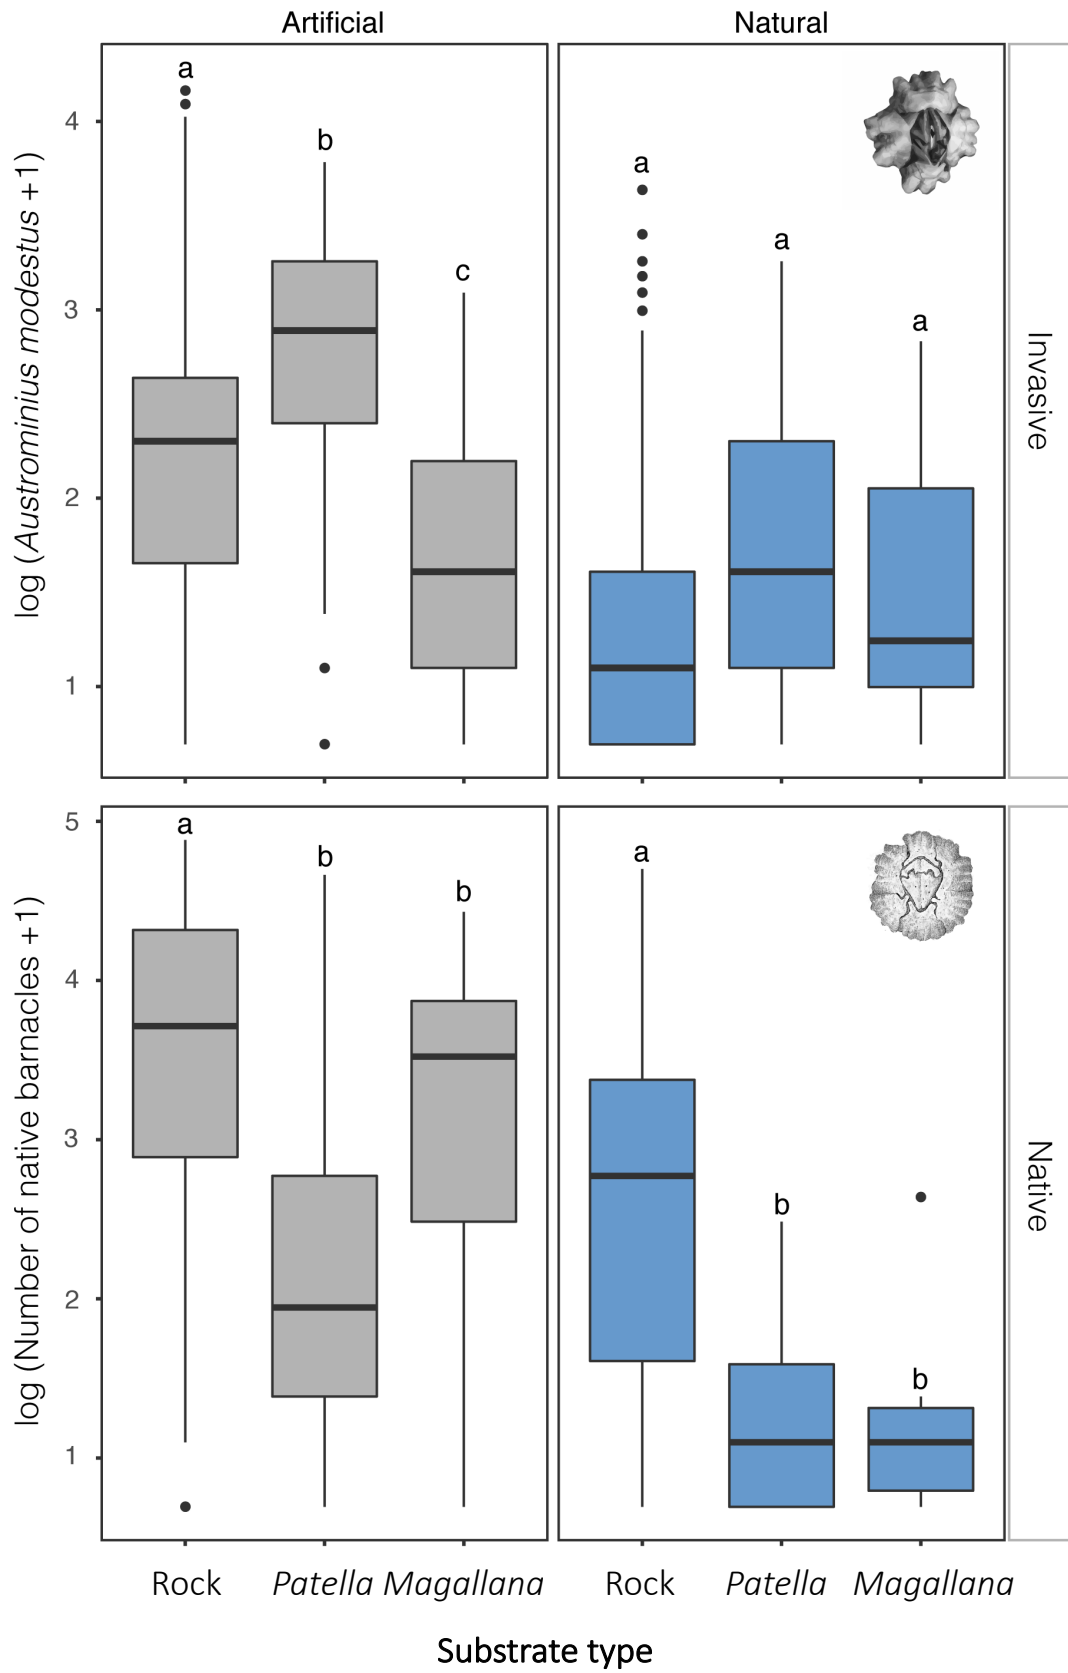 Artificial
Natural
log (Austrominius modestus +1)
4
3
2
1
a
b
c
a
a
a
Invasive
log (Number of native barnacles +1)
5
4
3
2
1
a
b
b
a
b
b
Native
Rock Patella Magallana Rock Patella Magallana
Substrate type